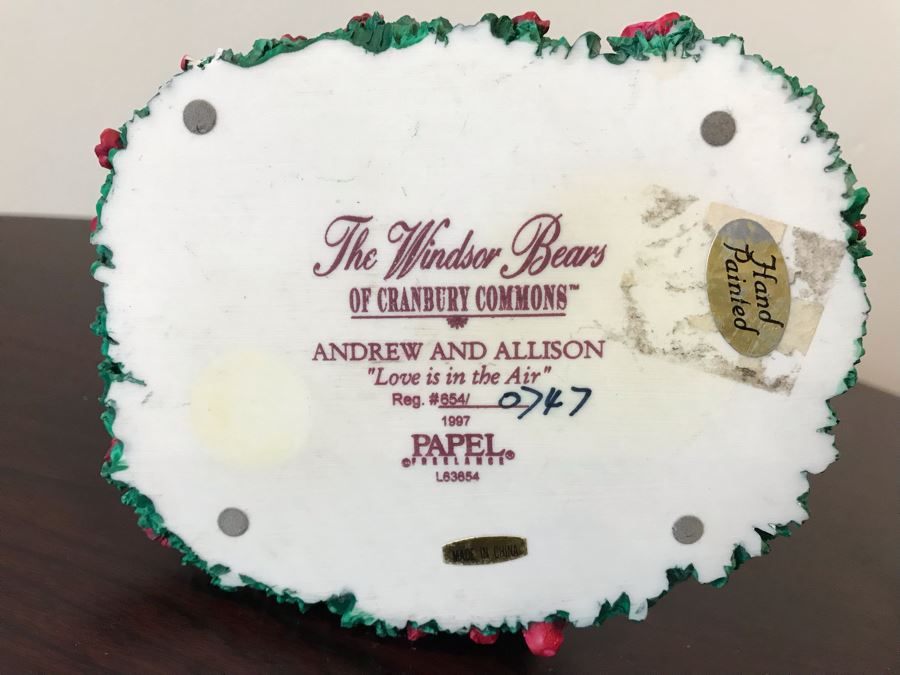 The Windsor Bears
OF CRANBURY COMMONS™
ANDREW AND ALLISON
"Love is in the Air"
Reg. #654/ 0747
1997
PAPEL®
©FREELANCE
L63654
Hand
Painted
MADE IN CHINA